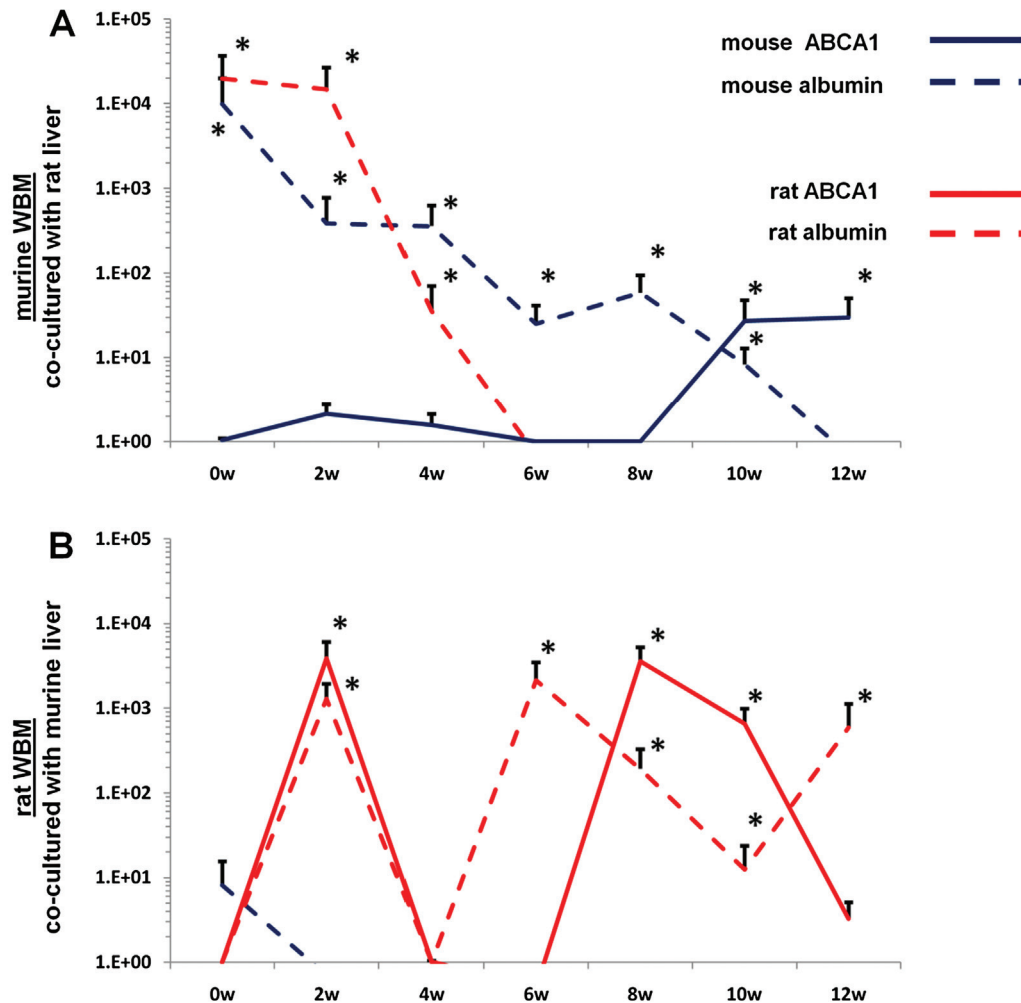 A
murine WBM
co-cultured with rat liver
1.E+05
1.E+04
1.E+03
1.E+02
1.E+01
1.E+00
* * * * * * * * * * *
0w 2w 4w 6w 8w 10w 12w
mouse ABCA1
mouse albumin
rat ABCA1
rat albumin
B
rat WBM
co-cultured with murine liver
1.E+05
1.E+04
1.E+03
1.E+02
1.E+01
1.E+00
* * * * * * * *
0w 2w 4w 6w 8w 10w 12w